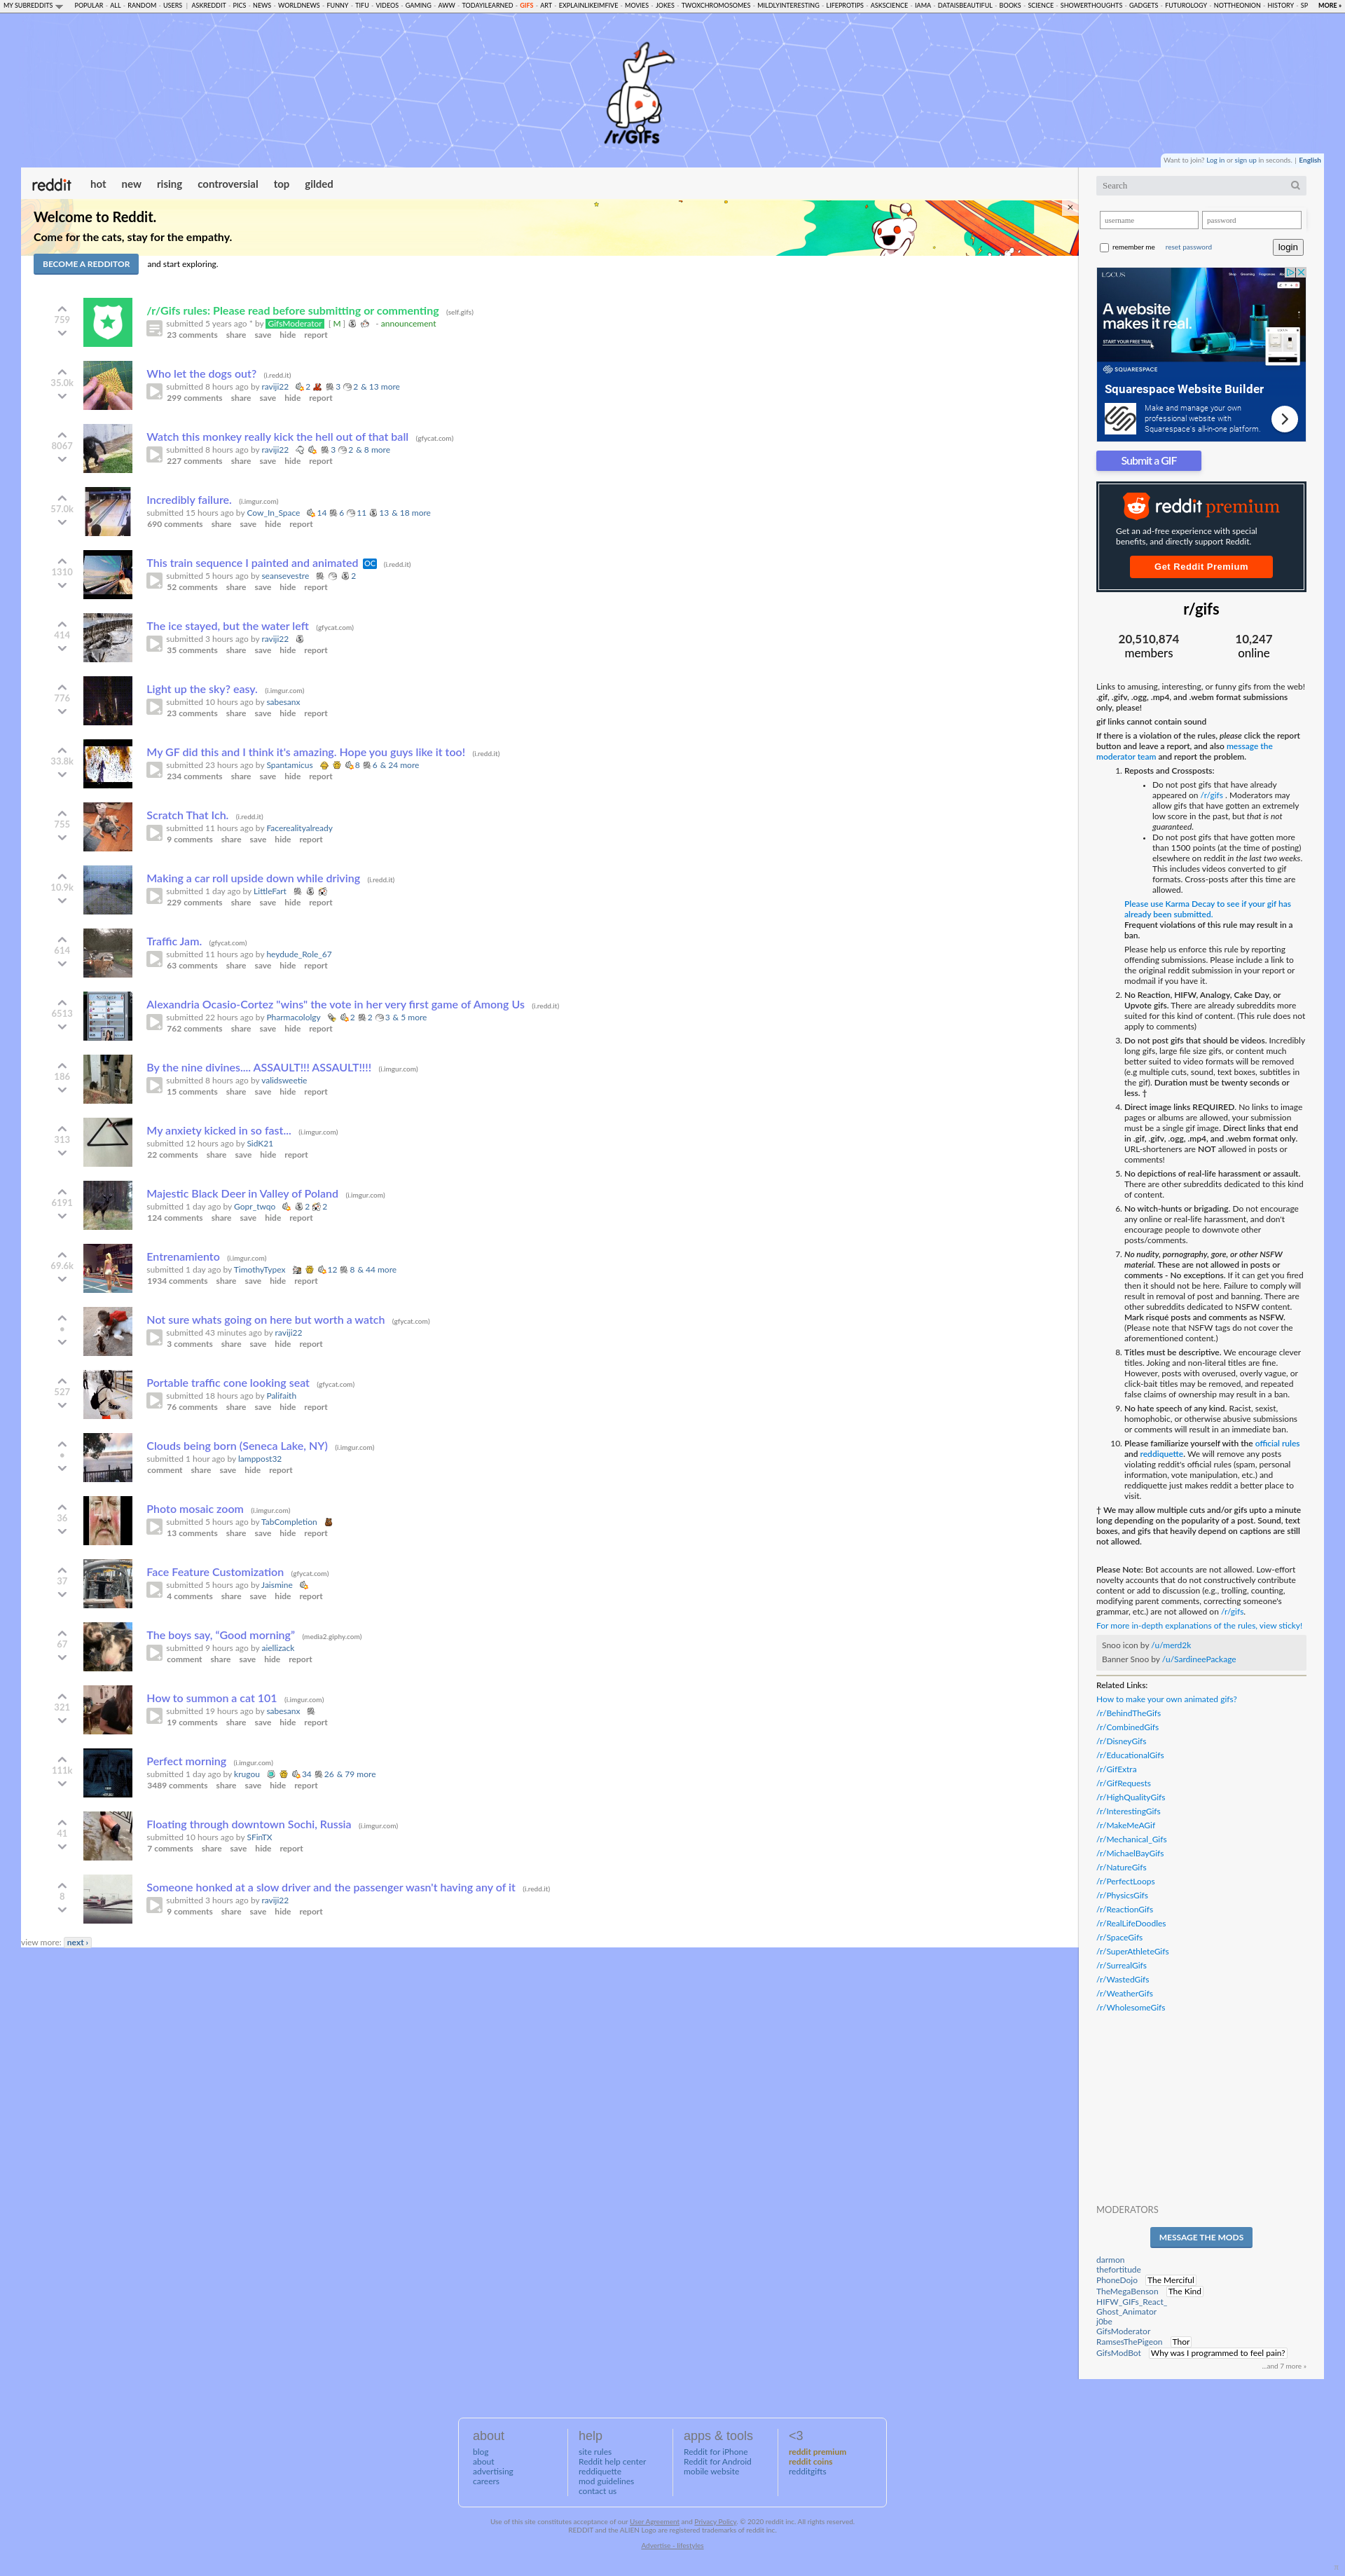 MY SUBREDDITS POPULAR - ALL - RANDOM - USERS | ASKREDDIT - PICS - NEWS - WORLDNEWS - FUNNY - TIFU - VIDEOS - GAMING - AWW - TODAYILEARNED - GIFS - ART - EXPLAINLIKEIMFIVE - MOVIES - JOKES - TWOXCHROMOSOMES - MILDLYINTERESTING - LIFEPROTIPS - ASKSCIENCE - IAMA - DATAISBEAUTIFUL - BOOKS - SCIENCE - SHOWERTHOUGHTS - GADGETS - FUTUROLOGY - NOTTHEONION - HISTORY - SP MORE »
/r/GIFs
Want to join? Log in or sign up in seconds. | English
reddit hot new rising controversial top gilded
Welcome to Reddit.
Come for the cats, stay for the empathy.
BECOME A REDDITOR and start exploring.
×
759
/r/Gifs rules: Please read before submitting or commenting (self.gifs)
submitted 5 years ago * by GifsModerator [ M ] - announcement
23 comments share save hide report
35.0k
Who let the dogs out? (i.redd.it)
submitted 8 hours ago by raviji22 2 3 2 & 13 more
299 comments share save hide report
8067
Watch this monkey really kick the hell out of that ball (gfycat.com)
submitted 8 hours ago by raviji22 3 2 & 8 more
227 comments share save hide report
57.0k
Incredibly failure. (i.imgur.com)
submitted 15 hours ago by Cow_In_Space 14 6 11 13 & 18 more
690 comments share save hide report
1310
This train sequence I painted and animated OC (i.redd.it)
submitted 5 hours ago by seansevestre 2
52 comments share save hide report
414
The ice stayed, but the water left (gfycat.com)
submitted 3 hours ago by raviji22
35 comments share save hide report
776
Light up the sky? easy. (i.imgur.com)
submitted 10 hours ago by sabesanx
23 comments share save hide report
33.8k
My GF did this and I think it's amazing. Hope you guys like it too! (i.redd.it)
submitted 23 hours ago by Spantamicus 8 6 & 24 more
234 comments share save hide report
755
Scratch That Ich. (i.redd.it)
submitted 11 hours ago by Facerealityalready
9 comments share save hide report
10.9k
Making a car roll upside down while driving (i.redd.it)
submitted 1 day ago by LittleFart
229 comments share save hide report
614
Traffic Jam. (gfycat.com)
submitted 11 hours ago by heydude_Role_67
63 comments share save hide report
6513
Alexandria Ocasio-Cortez "wins" the vote in her very first game of Among Us (i.redd.it)
submitted 22 hours ago by Pharmacololgy 2 2 3 & 5 more
762 comments share save hide report
186
By the nine divines.... ASSAULT!!! ASSAULT!!!! (i.imgur.com)
submitted 8 hours ago by validsweetie
15 comments share save hide report
313
My anxiety kicked in so fast... (i.imgur.com)
submitted 12 hours ago by SidK21
22 comments share save hide report
6191
Majestic Black Deer in Valley of Poland (i.imgur.com)
submitted 1 day ago by Gopr_twqo 2 2
124 comments share save hide report
69.6k
Entrenamiento (i.imgur.com)
submitted 1 day ago by TimothyTypex 12 8 & 44 more
1934 comments share save hide report
•
Not sure whats going on here but worth a watch (gfycat.com)
submitted 43 minutes ago by raviji22
3 comments share save hide report
527
Portable traffic cone looking seat (gfycat.com)
submitted 18 hours ago by Palifaith
76 comments share save hide report
•
Clouds being born (Seneca Lake, NY) (i.imgur.com)
submitted 1 hour ago by lamppost32
comment share save hide report
36
Photo mosaic zoom (i.imgur.com)
submitted 5 hours ago by TabCompletion
13 comments share save hide report
37
Face Feature Customization (gfycat.com)
submitted 5 hours ago by Jaismine
4 comments share save hide report
67
The boys say, "Good morning" (media2.giphy.com)
submitted 9 hours ago by aiellizack
comment share save hide report
321
How to summon a cat 101 (i.imgur.com)
submitted 19 hours ago by sabesanx
19 comments share save hide report
111k
Perfect morning (i.imgur.com)
submitted 1 day ago by krugou 34 26 & 79 more
3489 comments share save hide report
41
Floating through downtown Sochi, Russia (i.imgur.com)
submitted 10 hours ago by SFinTX
7 comments share save hide report
8
Someone honked at a slow driver and the passenger wasn't having any of it (i.redd.it)
submitted 3 hours ago by raviji22
9 comments share save hide report
view more: next ›
Search
username password
remember me reset password login
LOCUS
A website
makes it real.
START YOUR FREE TRIAL
SQUARESPACE
Squarespace Website Builder
Make and manage your own
professional website with
Squarespace's all-in-one platform.
Submit a GIF
reddit premium
Get an ad-free experience with special
benefits, and directly support Reddit.
Get Reddit Premium
r/gifs
20,510,874 10,247
members online
Links to amusing, interesting, or funny gifs from the web!
.gif, .gifv, .ogg, .mp4, and .webm format submissions
only, please!
gif links cannot contain sound
If there is a violation of the rules, please click the report
button and leave a report, and also message the
moderator team and report the problem.
1. Reposts and Crossposts:
• Do not post gifs that have already
appeared on /r/gifs . Moderators may
allow gifs that have gotten an extremely
low score in the past, but that is not
guaranteed.
• Do not post gifs that have gotten more
than 1500 points (at the time of posting)
elsewhere on reddit in the last two weeks.
This includes videos converted to gif
formats. Cross-posts after this time are
allowed.
Please use Karma Decay to see if your gif has
already been submitted.
Frequent violations of this rule may result in a
ban.
Please help us enforce this rule by reporting
offending submissions. Please include a link to
the original reddit submission in your report or
modmail if you have it.
2. No Reaction, HIFW, Analogy, Cake Day, or
Upvote gifs. There are already subreddits more
suited for this kind of content. (This rule does not
apply to comments)
3. Do not post gifs that should be videos. Incredibly
long gifs, large file size gifs, or content much
better suited to video formats will be removed
(e.g multiple cuts, sound, text boxes, subtitles in
the gif). Duration must be twenty seconds or
less. †
4. Direct image links REQUIRED. No links to image
pages or albums are allowed, your submission
must be a single gif image. Direct links that end
in .gif, .gifv, .ogg, .mp4, and .webm format only.
URL-shorteners are NOT allowed in posts or
comments!
5. No depictions of real-life harassment or assault.
There are other subreddits dedicated to this kind
of content.
6. No witch-hunts or brigading. Do not encourage
any online or real-life harassment, and don't
encourage people to downvote other
posts/comments.
7. No nudity, pornography, gore, or other NSFW
material. These are not allowed in posts or
comments - No exceptions. If it can get you fired
then it should not be here. Failure to comply will
result in removal of post and banning. There are
other subreddits dedicated to NSFW content.
Mark risqué posts and comments as NSFW.
(Please note that NSFW tags do not cover the
aforementioned content.)
8. Titles must be descriptive. We encourage clever
titles. Joking and non-literal titles are fine.
However, posts with overused, overly vague, or
click-bait titles may be removed, and repeated
false claims of ownership may result in a ban.
9. No hate speech of any kind. Racist, sexist,
homophobic, or otherwise abusive submissions
or comments will result in an immediate ban.
10. Please familiarize yourself with the official rules
and reddiquette. We will remove any posts
violating reddit's official rules (spam, personal
information, vote manipulation, etc.) and
reddiquette just makes reddit a better place to
visit.
† We may allow multiple cuts and/or gifs upto a minute
long depending on the popularity of a post. Sound, text
boxes, and gifs that heavily depend on captions are still
not allowed.
Please Note: Bot accounts are not allowed. Low-effort
novelty accounts that do not constructively contribute
content or add to discussion (e.g., trolling, counting,
modifying parent comments, correcting someone's
grammar, etc.) are not allowed on /r/gifs.
For more in-depth explanations of the rules, view sticky!
Snoo icon by /u/merd2k
Banner Snoo by /u/SardineePackage
Related Links:
How to make your own animated gifs?
/r/BehindTheGifs
/r/CombinedGifs
/r/DisneyGifs
/r/EducationalGifs
/r/GifExtra
/r/GifRequests
/r/HighQualityGifs
/r/InterestingGifs
/r/MakeMeAGif
/r/Mechanical_Gifs
/r/MichaelBayGifs
/r/NatureGifs
/r/PerfectLoops
/r/PhysicsGifs
/r/ReactionGifs
/r/RealLifeDoodles
/r/SpaceGifs
/r/SuperAthleteGifs
/r/SurrealGifs
/r/WastedGifs
/r/WeatherGifs
/r/WholesomeGifs
MODERATORS
MESSAGE THE MODS
darmon
thefortitude
PhoneDojo The Merciful
TheMegaBenson The Kind
HIFW_GIFs_React_
Ghost_Animator
j0be
GifsModerator
RamsesThePigeon Thor
GifsModBot Why was I programmed to feel pain?
...and 7 more »
about
blog
about
advertising
careers
help
site rules
Reddit help center
reddiquette
mod guidelines
contact us
apps & tools
Reddit for iPhone
Reddit for Android
mobile website
<3
reddit premium
reddit coins
redditgifts
Use of this site constitutes acceptance of our User Agreement and Privacy Policy. © 2020 reddit inc. All rights reserved.
REDDIT and the ALIEN Logo are registered trademarks of reddit inc.
Advertise - lifestyles